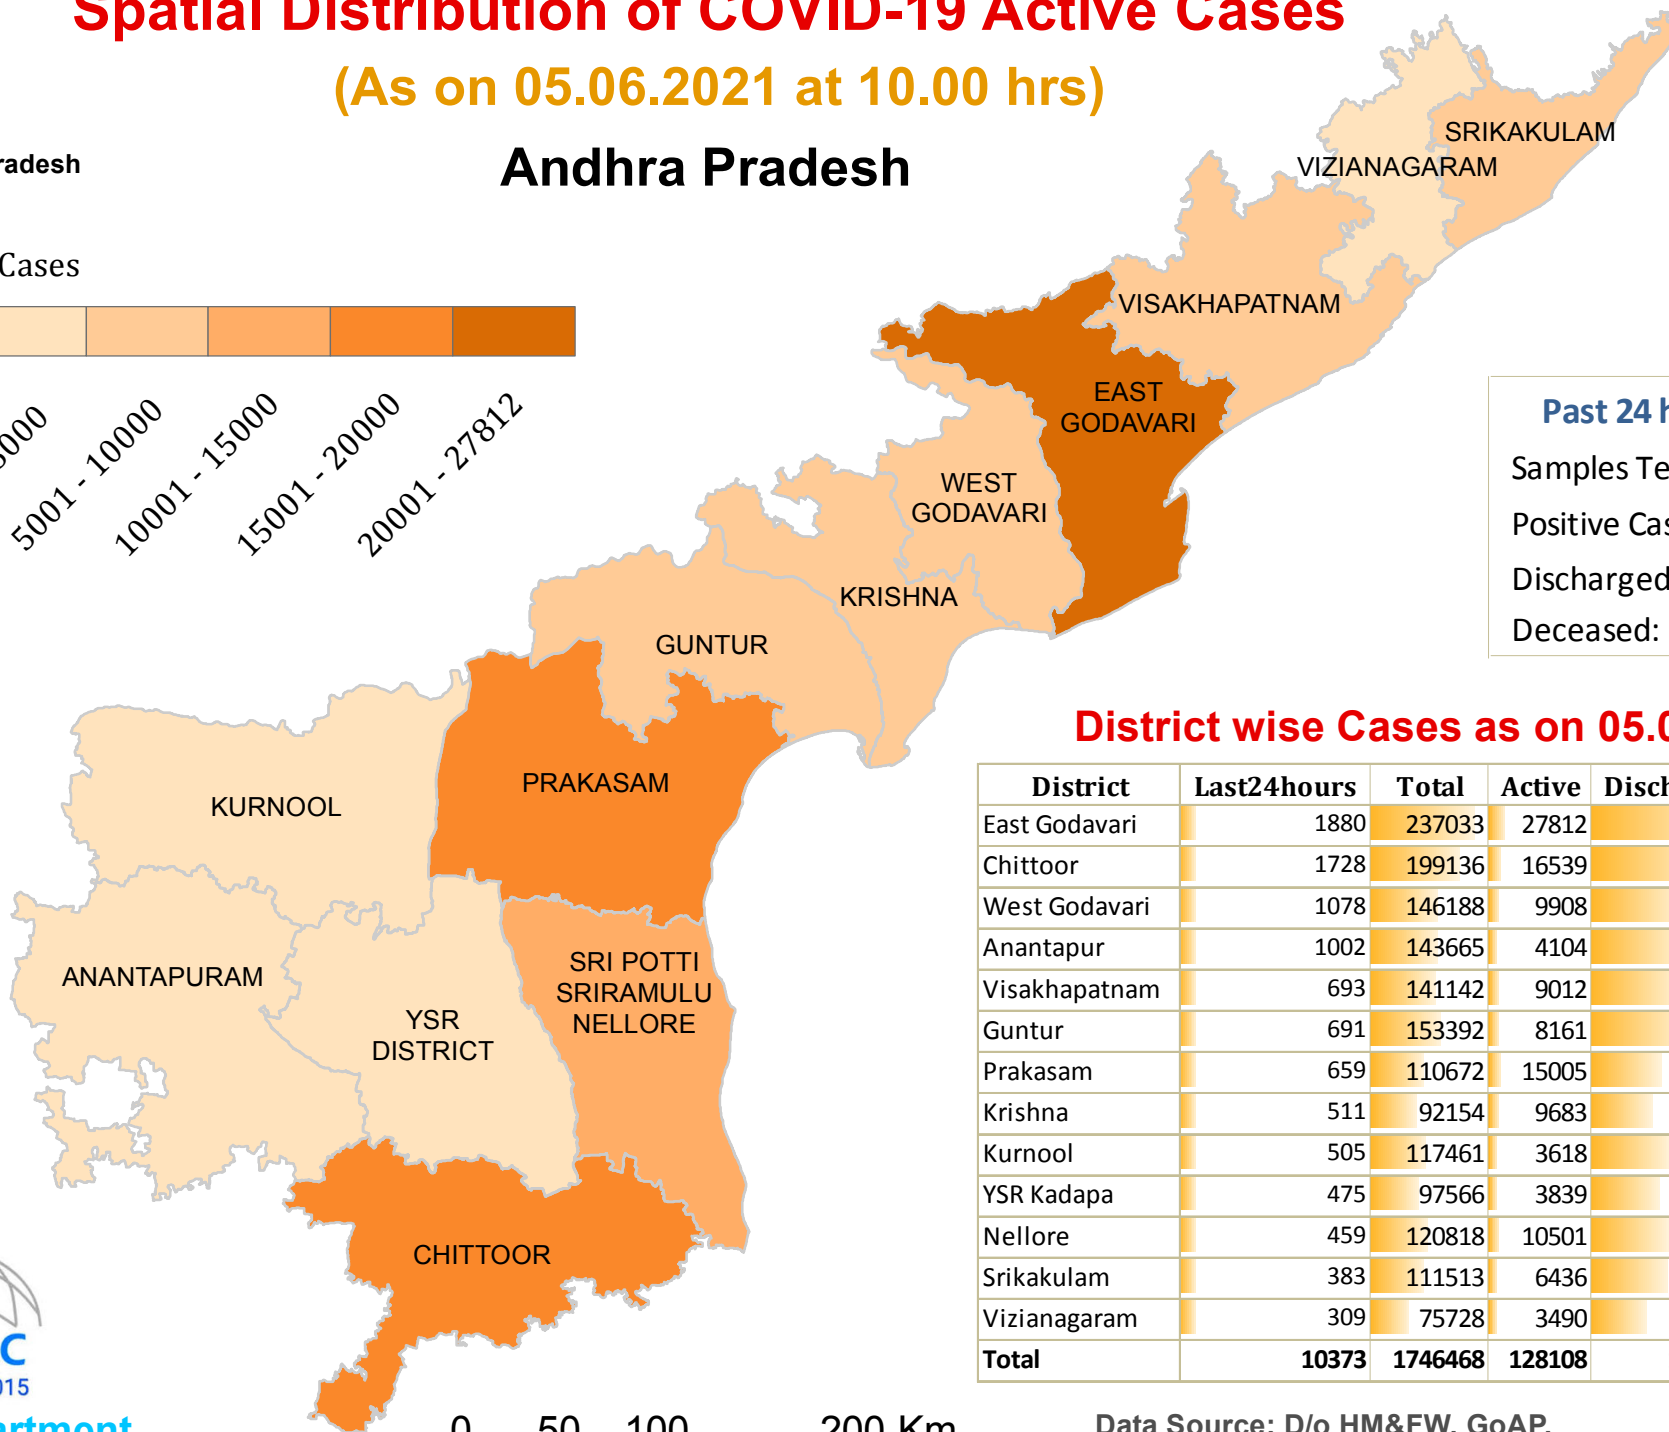 Spatial Distribution of COVID-19 Active Cases
(As on 05.06.2021 at 10.00 hrs)
Andhra Pradesh
radesh
Cases
5001 - 10000
10001 - 15000
15001 - 20000
20001 - 27812
SRIKAKULAM
VIZIANAGARAM
VISAKHAPATNAM
EAST
GODAVARI
WEST
GODAVARI
KRISHNA
GUNTUR
PRAKASAM
KURNOOL
ANANTAPURAM
YSR
DISTRICT
SRI POTTI
SRIRAMULU
NELLORE
CHITTOOR
Past 24 h
Samples Te
Positive Cas
Discharged
Deceased:
District wise Cases as on 05.0
District Last24hours Total Active Disch
East Godavari 1880 237033 27812
Chittoor 1728 199136 16539
West Godavari 1078 146188 9908
Anantapur 1002 143665 4104
Visakhapatnam 693 141142 9012
Guntur 691 153392 8161
Prakasam 659 110672 15005
Krishna 511 92154 9683
Kurnool 505 117461 3618
YSR Kadapa 475 97566 3839
Nellore 459 120818 10501
Srikakulam 383 111513 6436
Vizianagaram 309 75728 3490
Total 10373 1746468 128108
C
015
artment
0 50 100 200 Km
Data Source: D/o HM&FW, GoAP.